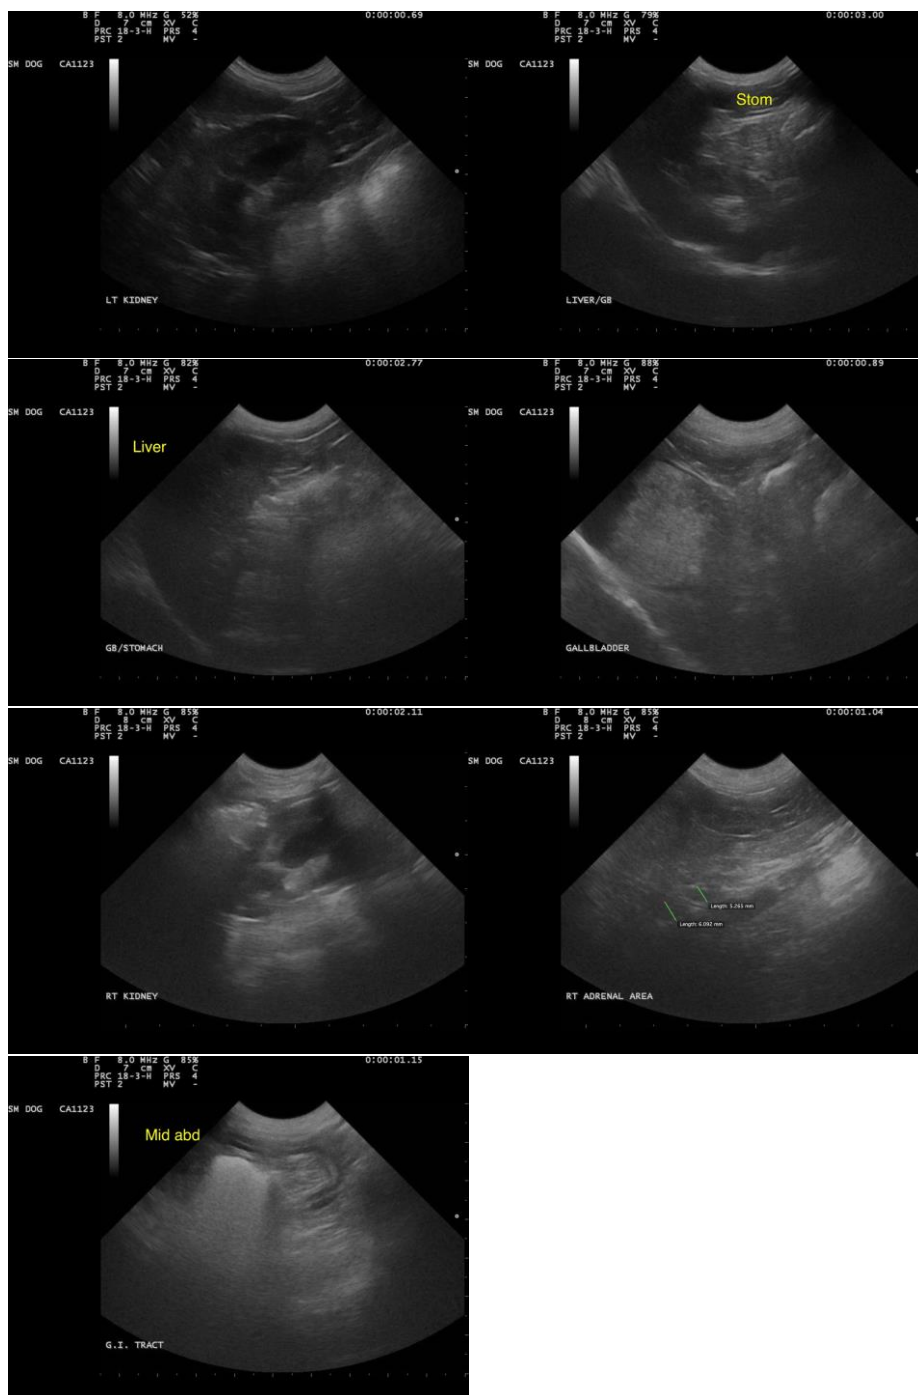 B F 8.0 MHz G 52% 0:00:00.69
D 7 cm XV C
PRC 18-3-H PRS 4
PST 2 MV -
SM DOG CA1123
LT KIDNEY
B F 8.0 MHz G 79% 0:00:03.00
D 7 cm XV C
PRC 18-3-H PRS 4
PST 2 MV -
SM DOG CA1123
Stom
LIVER/GB
B F 8.0 MHz G 82% 0:00:02.77
D 7 cm XV C
PRC 18-3-H PRS 4
PST 2 MV -
SM DOG CA1123
Liver
GB/STOMACH
B F 8.0 MHz G 88% 0:00:00.89
D 7 cm XV C
PRC 18-3-H PRS 4
PST 2 MV -
SM DOG CA1123
GALLBLADDER
B F 8.0 MHz G 85% 0:00:02.11
D 8 cm XV C
PRC 18-3-H PRS 4
PST 2 MV -
SM DOG CA1123
RT KIDNEY
B F 8.0 MHz G 85% 0:00:01.04
D 8 cm XV C
PRC 18-3-H PRS 4
PST 2 MV -
SM DOG CA1123
Length: mm
Length: 6.092 mm
RT ADRENAL AREA
B F 8.0 MHz G 85% 0:00:01.15
D 7 cm XV C
PRC 18-3-H PRS 4
PST 2 MV -
SM DOG CA1123
Mid abd
G.I. TRACT